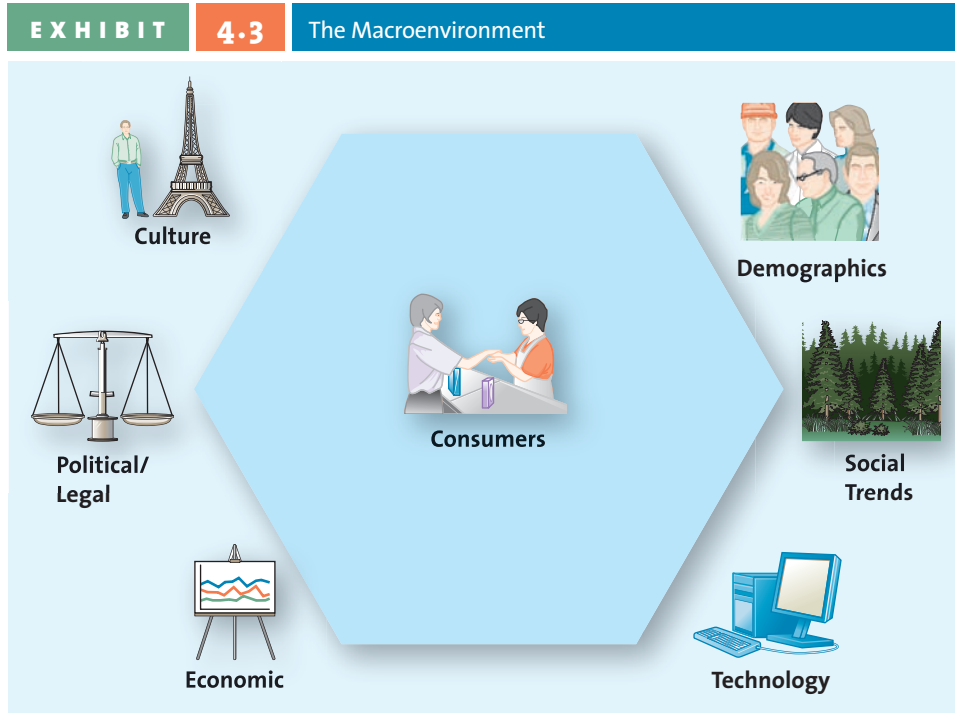 EXHIBIT 4.3 The Macroenvironment
Culture
Demographics
Consumers
Political/
Legal
Social
Trends
Economic
Technology